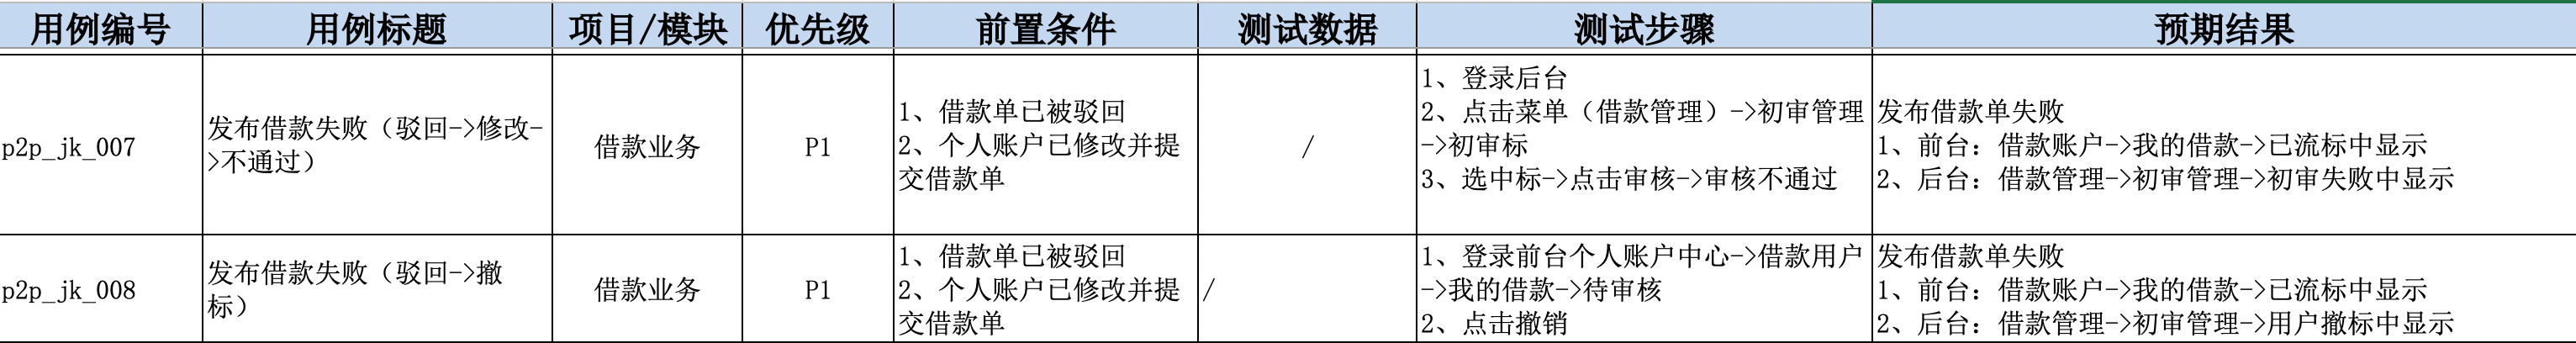 用例编号
用例标题
项目/模块
优先级
前置条件
测试数据
测试步骤
预期结果
p2p_jk_007
发布借款失败（驳回->修改-
>不通过）
借款业务
P1
1、借款单已被驳回
2、个人账户已修改并提
交借款单
/
1、登录后台
2、点击菜单（借款管理）->初审管理
->初审标
3、选中标->点击审核->审核不通过
发布借款单失败
1、前台：借款账户->我的借款->已流标中显示
2、后台：借款管理->初审管理->初审失败中显示
p2p_jk_008
发布借款失败（驳回->撤
标）
借款业务
P1
1、借款单已被驳回
2、个人账户已修改并提
交借款单
/
1、登录前台个人账户中心->借款用户
->我的借款->待审核
2、点击撤销
发布借款单失败
1、前台：借款账户->我的借款->已流标中显示
2、后台：借款管理->初审管理->用户撤标中显示